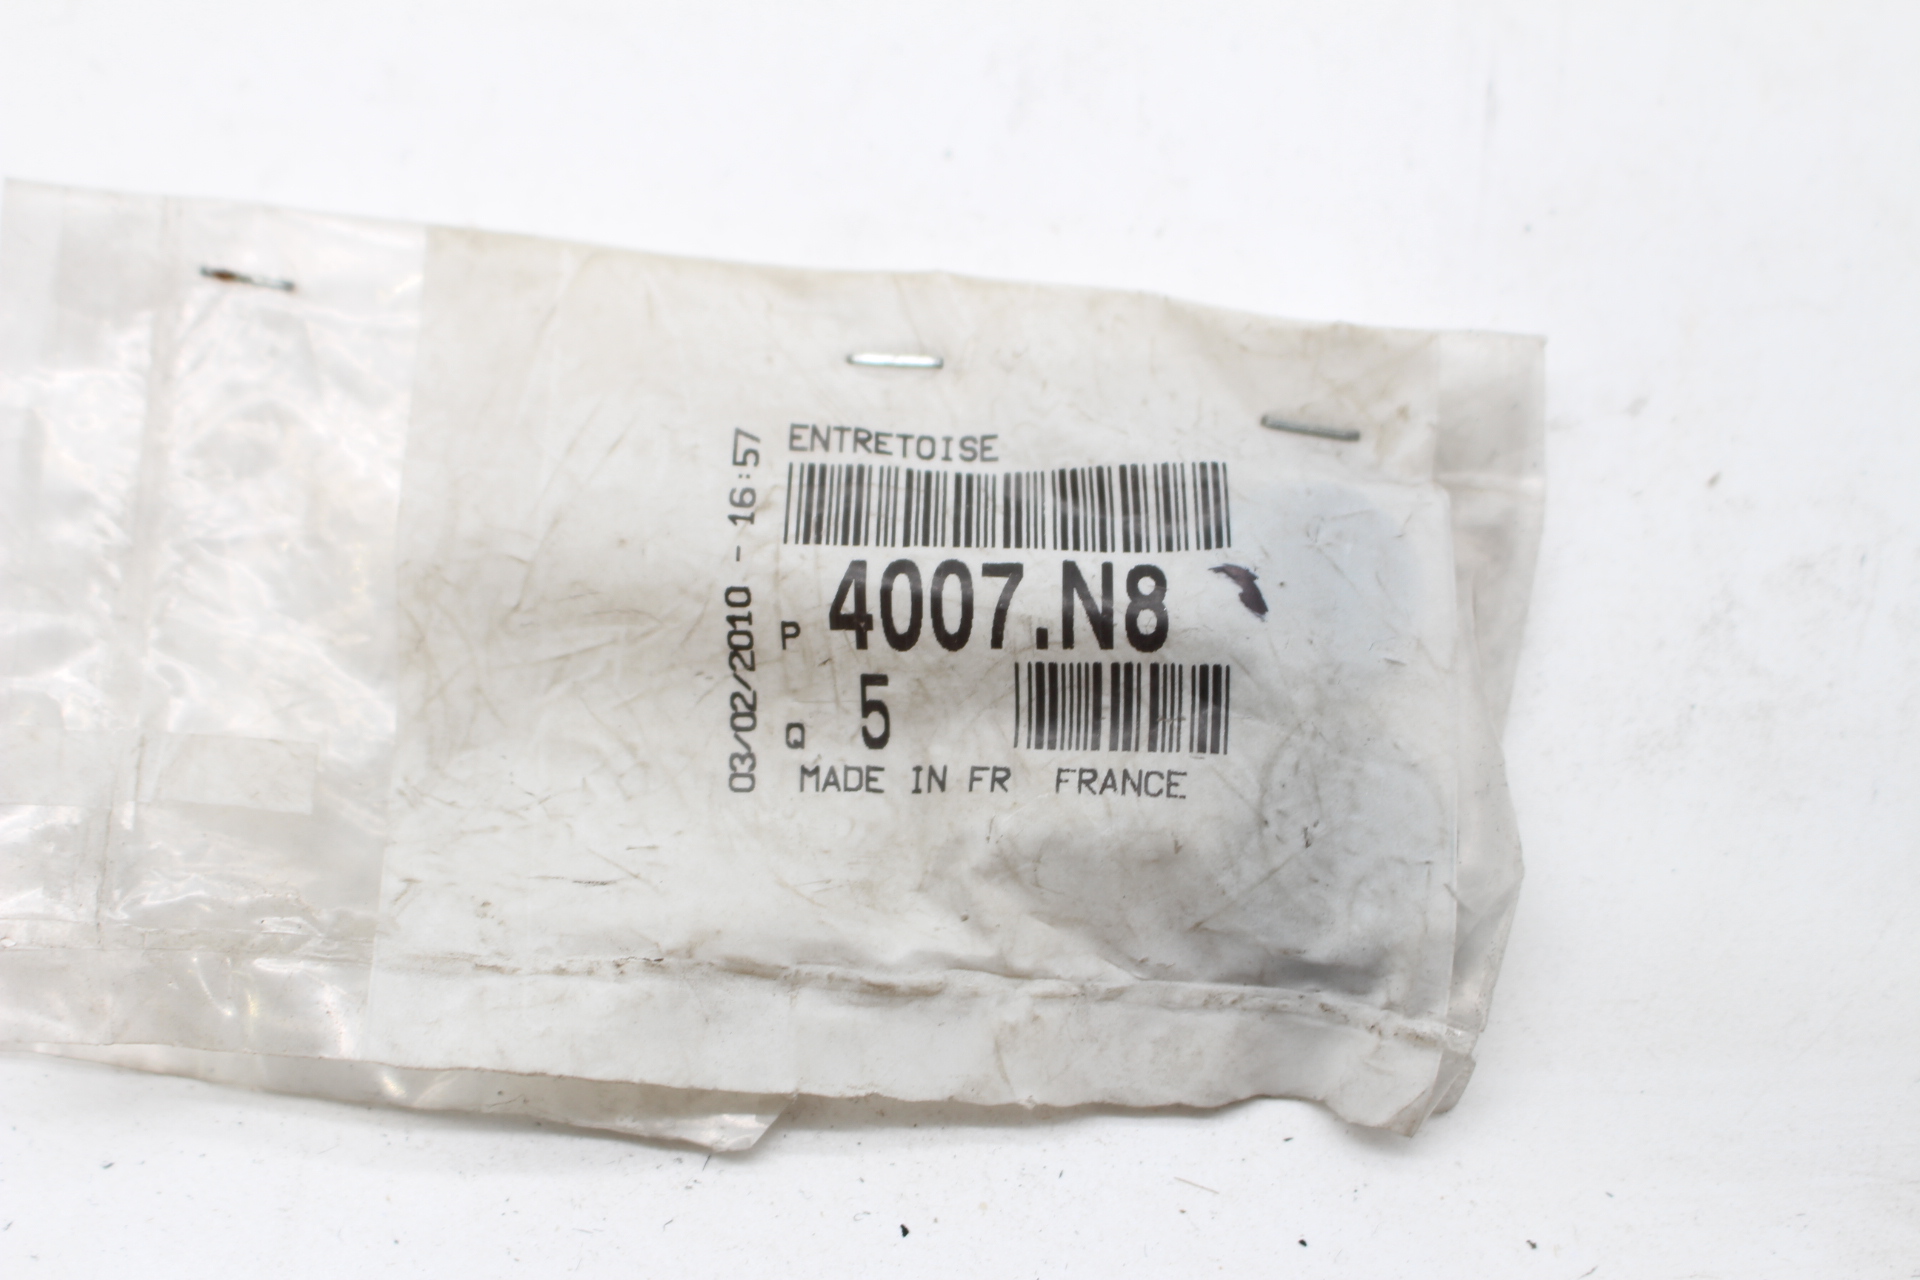 ENTRETOISE
P 4007.N8
Q 5
MADE IN FR FRANCE
03/02/2010 - 16:57